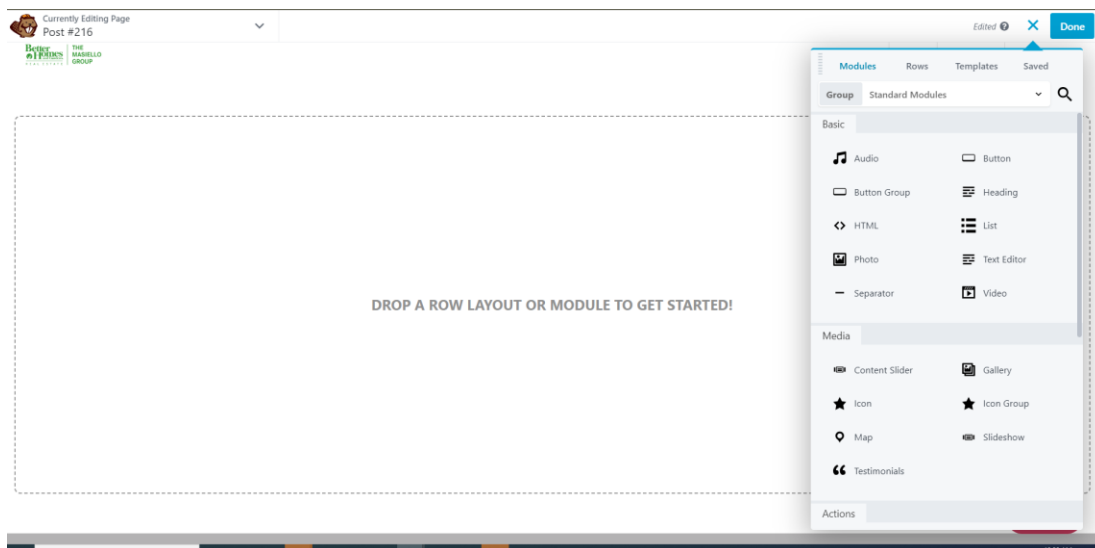 Currently Editing Page
Post #216
Edited
Done
Better
Homes
THE
MASIELLO
GROUP
Modules Rows Templates Saved
Group Standard Modules
Basic
Audio Button
Button Group Heading
HTML List
Photo Text Editor
Separator Video
DROP A ROW LAYOUT OR MODULE TO GET STARTED!
Media
Content Slider Gallery
Icon Icon Group
Map Slideshow
Testimonials
Actions